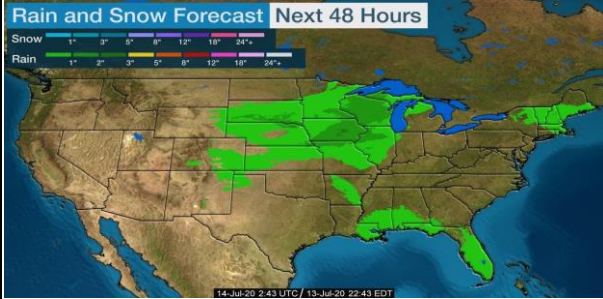 Rain and Snow Forecast Next 48 Hours
Snow 1" 3" 5" 8" 12" 18" 24"+
Rain 1" 2" 3" 5" 8" 12" 18" 24"+
14-Jul-20 2:43 UTC / 13-Jul-20 22:43 EDT